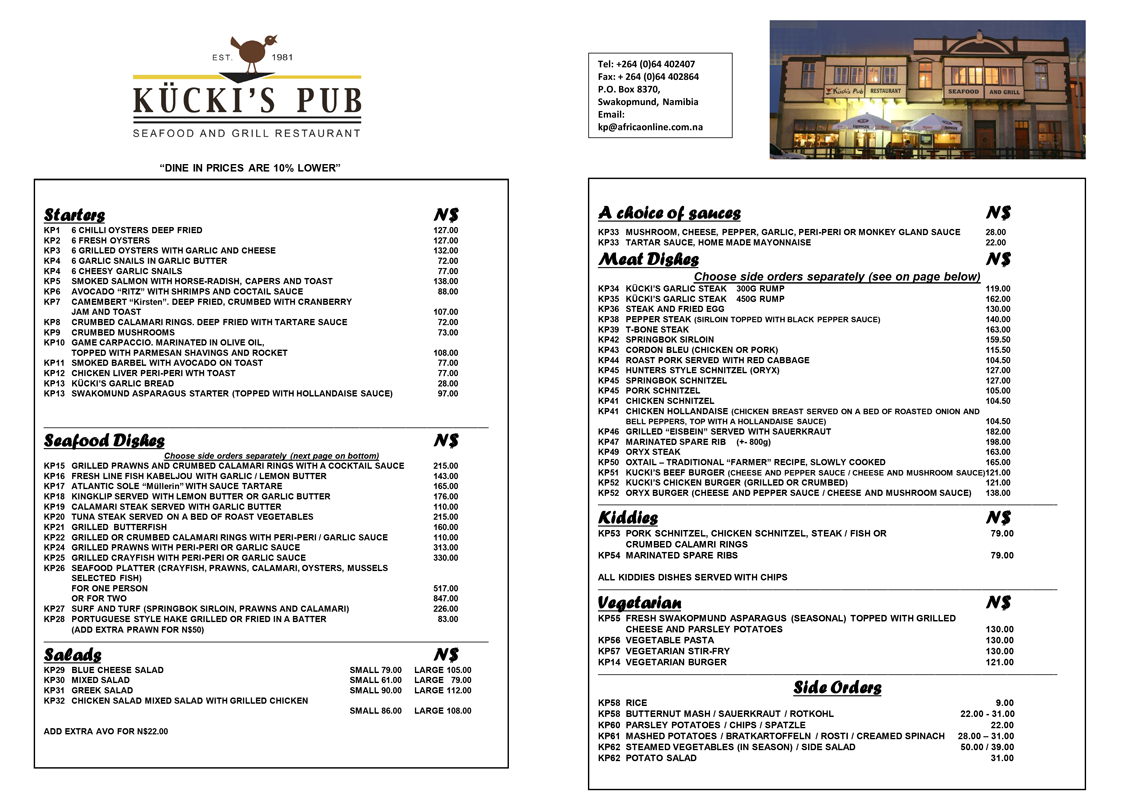 EST. 1981
KÜCKI'S PUB
SEAFOOD AND GRILL RESTAURANT
"DINE IN PRICES ARE 10% LOWER"
Starters N$
KP1 6 CHILLI OYSTERS DEEP FRIED 127.00
KP2 6 FRESH OYSTERS 127.00
KP3 6 GRILLED OYSTERS WITH GARLIC AND CHEESE 132.00
KP4 6 GARLIC SNAILS IN GARLIC BUTTER 72.00
KP4 6 CHEESY GARLIC SNAILS 77.00
KP5 SMOKED SALMON WITH HORSE-RADISH, CAPERS AND TOAST 138.00
KP6 AVOCADO "RITZ" WITH SHRIMPS AND COCTAIL SAUCE 88.00
KP7 CAMEMBERT "Kirsten". DEEP FRIED, CRUMBED WITH CRANBERRY
JAM AND TOAST 107.00
KP8 CRUMBED CALAMARI RINGS. DEEP FRIED WITH TARTARE SAUCE 72.00
KP9 CRUMBED MUSHROOMS 73.00
KP10 GAME CARPACCIO. MARINATED IN OLIVE OIL,
TOPPED WITH PARMESAN SHAVINGS AND ROCKET 108.00
KP11 SMOKED BARBEL WITH AVOCADO ON TOAST 77.00
KP12 CHICKEN LIVER PERI-PERI WTH TOAST 77.00
KP13 KÜCKI'S GARLIC BREAD 28.00
KP13 SWAKOMUND ASPARAGUS STARTER (TOPPED WITH HOLLANDAISE SAUCE) 97.00
Seafood Dishes N$
Choose side orders separately (next page on bottom)
KP15 GRILLED PRAWNS AND CRUMBED CALAMARI RINGS WITH A COCKTAIL SAUCE 215.00
KP16 FRESH LINE FISH KABELJOU WITH GARLIC / LEMON BUTTER 143.00
KP17 ATLANTIC SOLE "Müllerin" WITH SAUCE TARTARE 165.00
KP18 KINGKLIP SERVED WITH LEMON BUTTER OR GARLIC BUTTER 176.00
KP19 CALAMARI STEAK SERVED WITH GARLIC BUTTER 110.00
KP20 TUNA STEAK SERVED ON A BED OF ROAST VEGETABLES 215.00
KP21 GRILLED BUTTERFISH 160.00
KP22 GRILLED OR CRUMBED CALAMARI RINGS WITH PERI-PERI / GARLIC SAUCE 110.00
KP24 GRILLED PRAWNS WITH PERI-PERI OR GARLIC SAUCE 313.00
KP25 GRILLED CRAYFISH WITH PERI-PERI OR GARLIC SAUCE 330.00
KP26 SEAFOOD PLATTER (CRAYFISH, PRAWNS, CALAMARI, OYSTERS, MUSSELS
SELECTED FISH)
FOR ONE PERSON 517.00
OR FOR TWO 847.00
KP27 SURF AND TURF (SPRINGBOK SIRLOIN, PRAWNS AND CALAMARI) 226.00
KP28 PORTUGUESE STYLE HAKE GRILLED OR FRIED IN A BATTER 83.00
(ADD EXTRA PRAWN FOR N$50)
Salads N$
KP29 BLUE CHEESE SALAD SMALL 79.00 LARGE 105.00
KP30 MIXED SALAD SMALL 61.00 LARGE 79.00
KP31 GREEK SALAD SMALL 90.00 LARGE 112.00
KP32 CHICKEN SALAD MIXED SALAD WITH GRILLED CHICKEN
SMALL 86.00 LARGE 108.00
ADD EXTRA AVO FOR N$22.00
Tel: +264 (0)64 402407
Fax: + 264 (0)64 402864
P.O. Box 8370,
Swakopmund, Namibia
Email:
kp@africaonline.com.na
Kücki's Pub RESTAURANT SEAFOOD AND GRILL
A choice of sauces N$
KP33 MUSHROOM, CHEESE, PEPPER, GARLIC, PERI-PERI OR MONKEY GLAND SAUCE 28.00
KP33 TARTAR SAUCE, HOME MADE MAYONNAISE 22.00
Meat Dishes N$
Choose side orders separately (see on page below)
KP34 KÜCKI'S GARLIC STEAK 300G RUMP 119.00
KP35 KÜCKI'S GARLIC STEAK 450G RUMP 162.00
KP36 STEAK AND FRIED EGG 130.00
KP38 PEPPER STEAK (SIRLOIN TOPPED WITH BLACK PEPPER SAUCE) 140.00
KP39 T-BONE STEAK 163.00
KP42 SPRINGBOK SIRLOIN 159.50
KP43 CORDON BLEU (CHICKEN OR PORK) 115.50
KP44 ROAST PORK SERVED WITH RED CABBAGE 104.50
KP45 HUNTERS STYLE SCHNITZEL (ORYX) 127.00
KP45 SPRINGBOK SCHNITZEL 127.00
KP45 PORK SCHNITZEL 105.00
KP41 CHICKEN SCHNITZEL 104.50
KP41 CHICKEN HOLLANDAISE (CHICKEN BREAST SERVED ON A BED OF ROASTED ONION AND
BELL PEPPERS, TOP WITH A HOLLANDAISE SAUCE) 104.50
KP46 GRILLED "EISBEIN" SERVED WITH SAUERKRAUT 182.00
KP47 MARINATED SPARE RIB (+- 800g) 198.00
KP49 ORYX STEAK 163.00
KP50 OXTAIL – TRADITIONAL "FARMER" RECIPE, SLOWLY COOKED 165.00
KP51 KUCKI'S BEEF BURGER (CHEESE AND PEPPER SAUCE / CHEESE AND MUSHROOM SAUCE) 121.00
KP52 KUCKI'S CHICKEN BURGER (GRILLED OR CRUMBED) 121.00
KP52 ORYX BURGER (CHEESE AND PEPPER SAUCE / CHEESE AND MUSHROOM SAUCE) 138.00
Kiddies N$
KP53 PORK SCHNITZEL, CHICKEN SCHNITZEL, STEAK / FISH OR 79.00
CRUMBED CALAMRI RINGS
KP54 MARINATED SPARE RIBS 79.00
ALL KIDDIES DISHES SERVED WITH CHIPS
Vegetarian N$
KP55 FRESH SWAKOPMUND ASPARAGUS (SEASONAL) TOPPED WITH GRILLED
CHEESE AND PARSLEY POTATOES 130.00
KP56 VEGETABLE PASTA 130.00
KP57 VEGETARIAN STIR-FRY 130.00
KP14 VEGETARIAN BURGER 121.00
Side Orders
KP58 RICE 9.00
KP58 BUTTERNUT MASH / SAUERKRAUT / ROTKOHL 22.00 - 31.00
KP60 PARSLEY POTATOES / CHIPS / SPATZLE 22.00
KP61 MASHED POTATOES / BRATKARTOFFELN / ROSTI / CREAMED SPINACH 28.00 – 31.00
KP62 STEAMED VEGETABLES (IN SEASON) / SIDE SALAD 50.00 / 39.00
KP62 POTATO SALAD 31.00